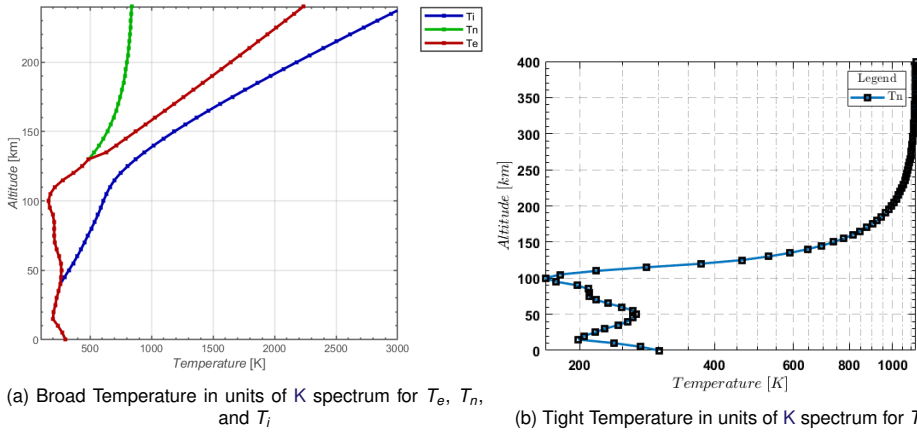 Ti
Tn
Te
200
150
100
50
0
Altitude [km]
500
1000
1500
2000
2500
3000
Temperature [K]
(a) Broad Temperature in units of K spectrum for Te, Tn,
and Ti
Legend
Tn
400
350
300
250
200
150
100
50
0
Altitude [km]
200
400
600
800
1000
Temperature [K]
(b) Tight Temperature in units of K spectrum for T